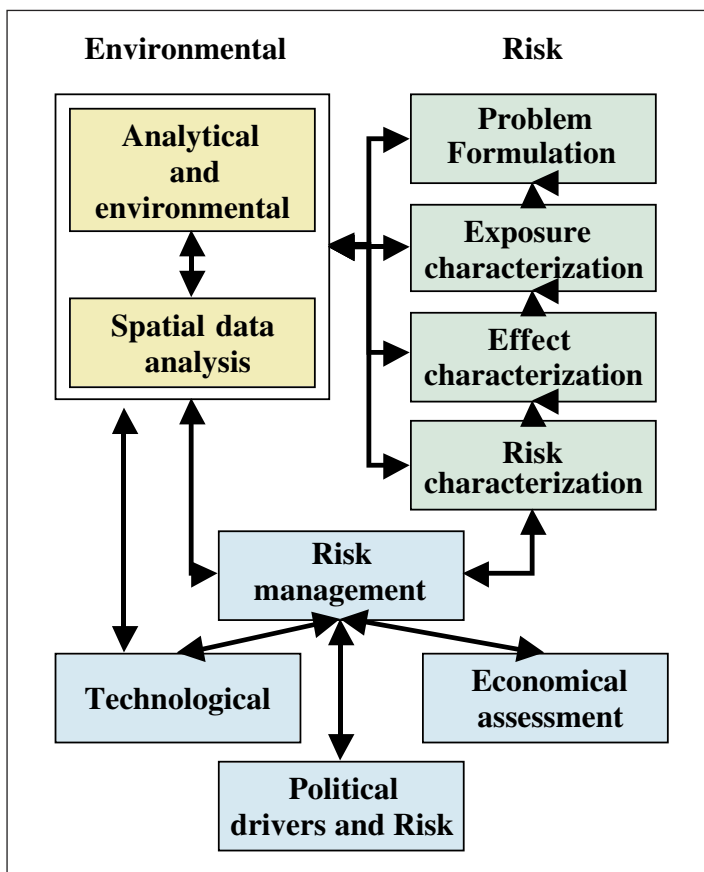 Environmental
Risk
Analytical
and
environmental
Spatial data
analysis
Problem
Formulation
Exposure
characterization
Effect
characterization
Risk
characterization
Risk
management
Technological
Economical
assessment
Political
drivers and Risk